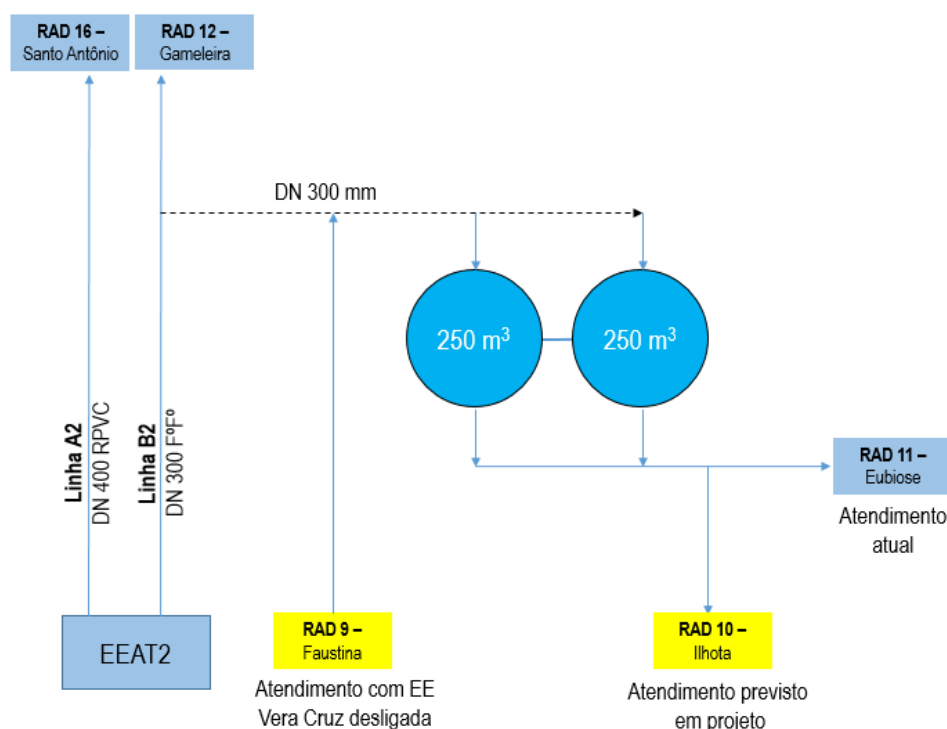 RAD 16 –
Santo Antônio
RAD 12 –
Gameleira
DN 300 mm
250 m³
250 m³
Linha A2
DN 400 RPVC
Linha B2
DN 300 FºFº
RAD 11 –
Eubiose
Atendimento
atual
EEAT2
RAD 9 –
Faustina
Atendimento com EE
Vera Cruz desligada
RAD 10 –
Ilhota
Atendimento previsto
em projeto